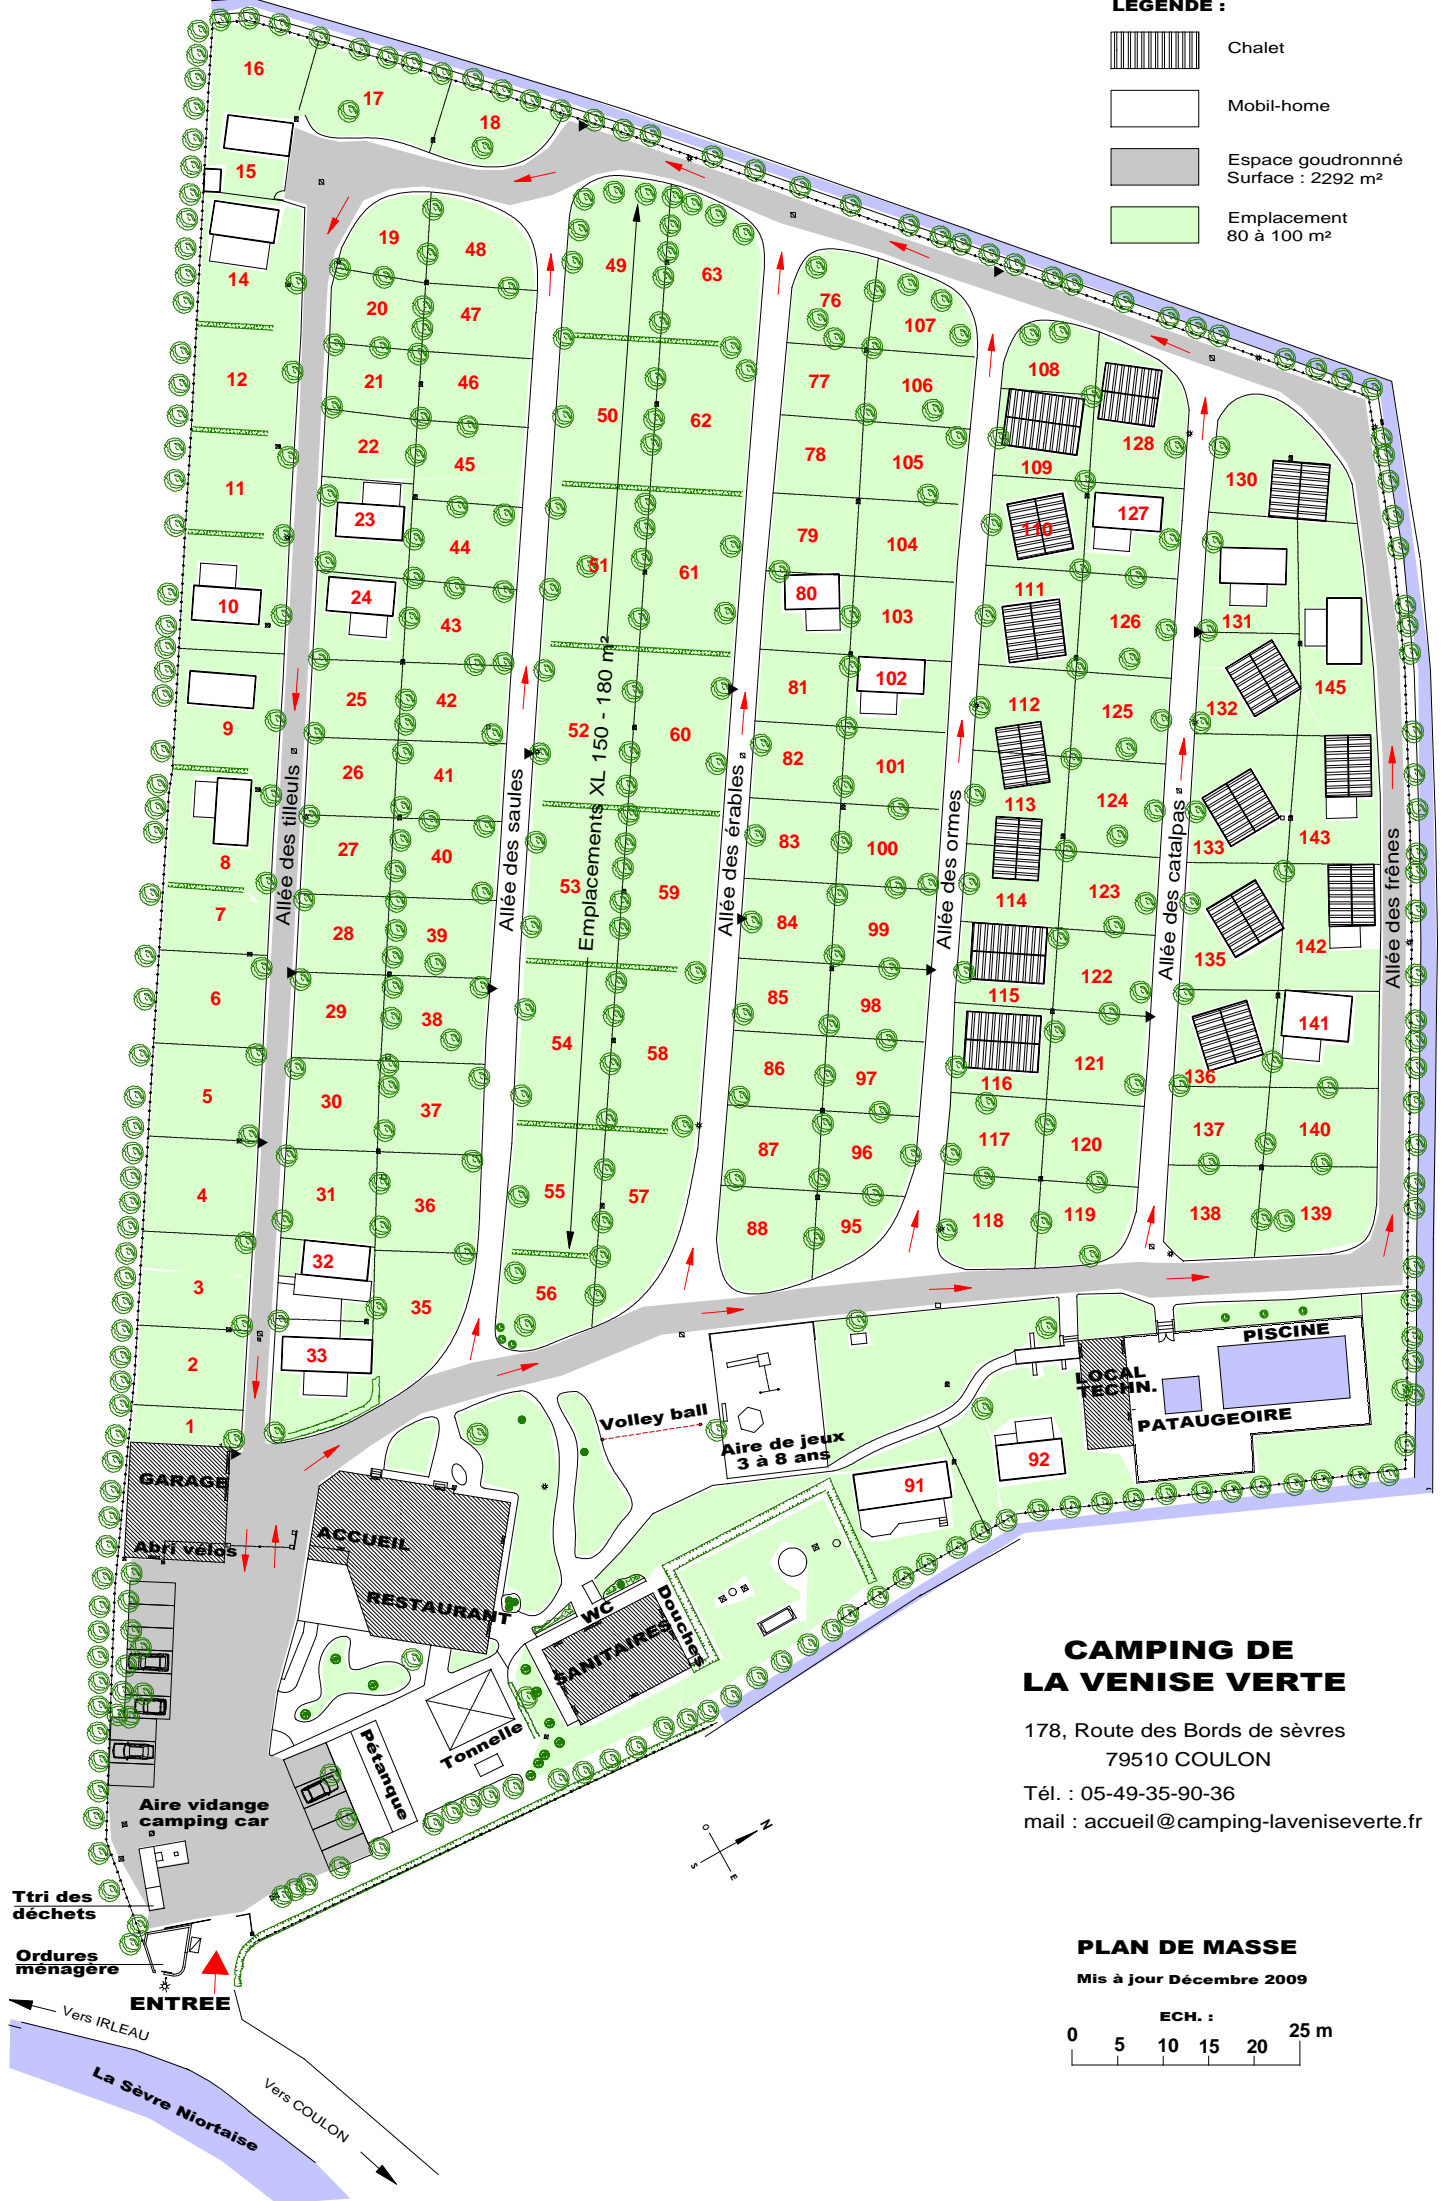 LEGENDE :
Chalet
Mobil-home
Espace goudronnné
Surface : 2292 m²
Emplacement
80 à 100 m²
16
17
18
15
14
12
11
10
9
8
7
6
5
4
3
2
1
Allée des tilleuls
19
20
21
22
23
24
25
26
27
28
29
30
31
32
33
48
47
46
45
44
43
42
41
40
39
38
37
36
35
Allée des saules
49
50
51
52
53
54
55
56
Emplacements XL 150 - 180 m²
63
62
61
60
59
58
57
Allée des érables
76
77
78
79
80
81
82
83
84
85
86
87
88
107
106
105
104
103
102
101
100
99
98
97
96
95
Allée des ormes
108
109
110
111
112
113
114
115
116
117
118
128
127
126
125
124
123
122
121
120
119
Allée des catalpas
130
131
132
133
135
136
137
138
145
143
142
141
140
139
Allée des frênes
PISCINE
LOCAL
TECHN.
PATAUGEOIRE
Volley ball
Aire de jeux
3 à 8 ans
91
92
GARAGE
Abri vélos
ACCUEIL
RESTAURANT
WC
SANITAIRES
Douches
Tonnelle
Pétanque
Aire vidange
camping car
Ttri des
déchets
Ordures
ménagère
ENTREE
Vers IRLEAU
Vers COULON
La Sèvre Niortaise
N
O
S
E
CAMPING DE
LA VENISE VERTE
178, Route des Bords de sèvres
79510 COULON
Tél. : 05-49-35-90-36
mail : accueil@camping-laveniseverte.fr
PLAN DE MASSE
Mis à jour Décembre 2009
ECH. :
0 5 10 15 20 25 m